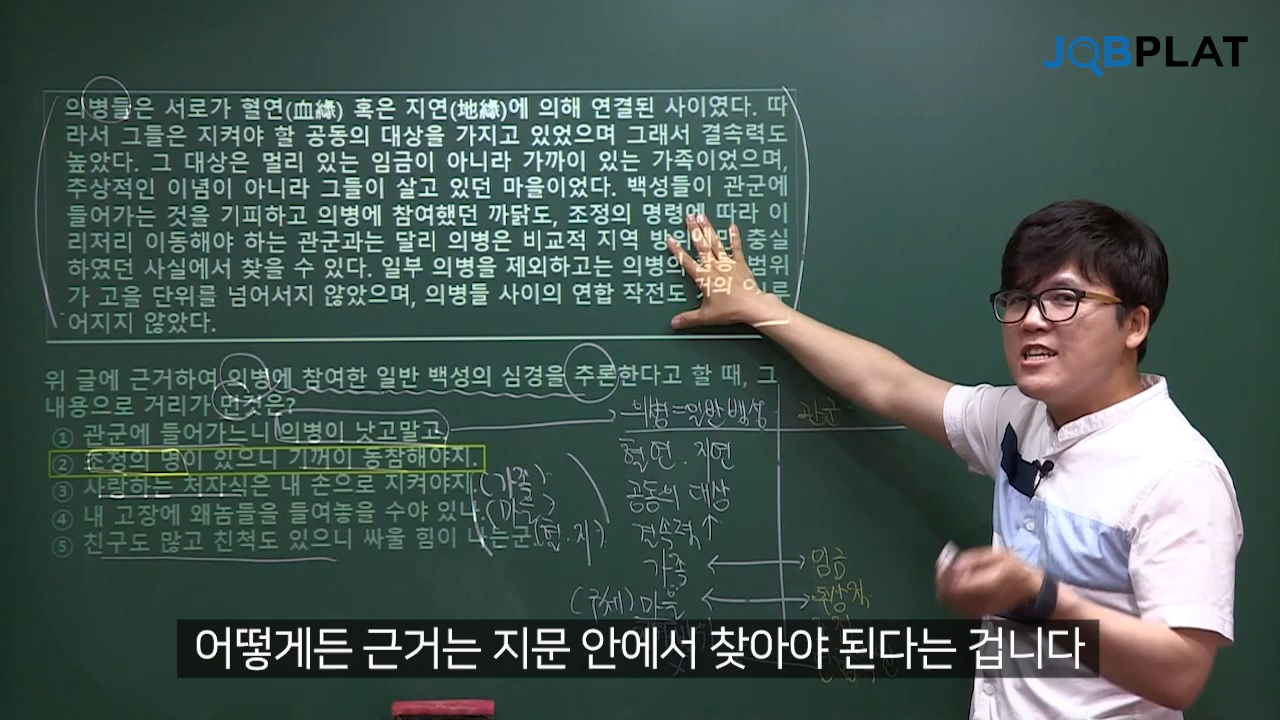 JOBPLAT
의병들은 서로가 혈연(血緣) 혹은 지연(地緣)에 의해 연결된 사이였다. 따
라서 그들은 지켜야 할 공동의 대상을 가지고 있었으며 그래서 결속력도
높았다. 그 대상은 멀리 있는 임금이 아니라 가까이 있는 가족이었으며,
추상적인 이념이 아니라 그들이 살고 있던 마을이었다. 백성들이 관군에
들어가는 것을 기피하고 의병에 참여했던 까닭도, 조정의 명령에 따라 이
리저리 이동해야 하는 관군과는 달리 의병은 비교적 지역 방위에만 충실
하였던 사실에서 찾을 수 있다. 일부 의병을 제외하고는 의병의 활동 범위
가 고을 단위를 넘어서지 않았으며, 의병들 사이의 연합 작전도 거의
어지지 않았다.
위 글에 근거하여 의병에 참여한 일반 백성의 심경을 추론한다고 할 때, 그
내용으로 거리가 먼것은?
① 관군에 들어가느니 의병이 낫고말고
② 조정의 명이 있으니 기꺼이 동참해야지.
③ 사랑하는 처자식은 내 손으로 지켜야지
④ 내 고장에 왜놈들을 들여놓을 수야 있나
⑤ 친구도 많고 친척도 있으니 싸울 힘이 나는군.
(가족)
(마을)
(혈.지)
의병=일반백성 관군
혈연.지연
공동의 대상
결속력↑
가족 ↔ 임금
(구체) 마을 ↔ 추상적
어떻게든 근거는 지문 안에서 찾아야 된다는 겁니다